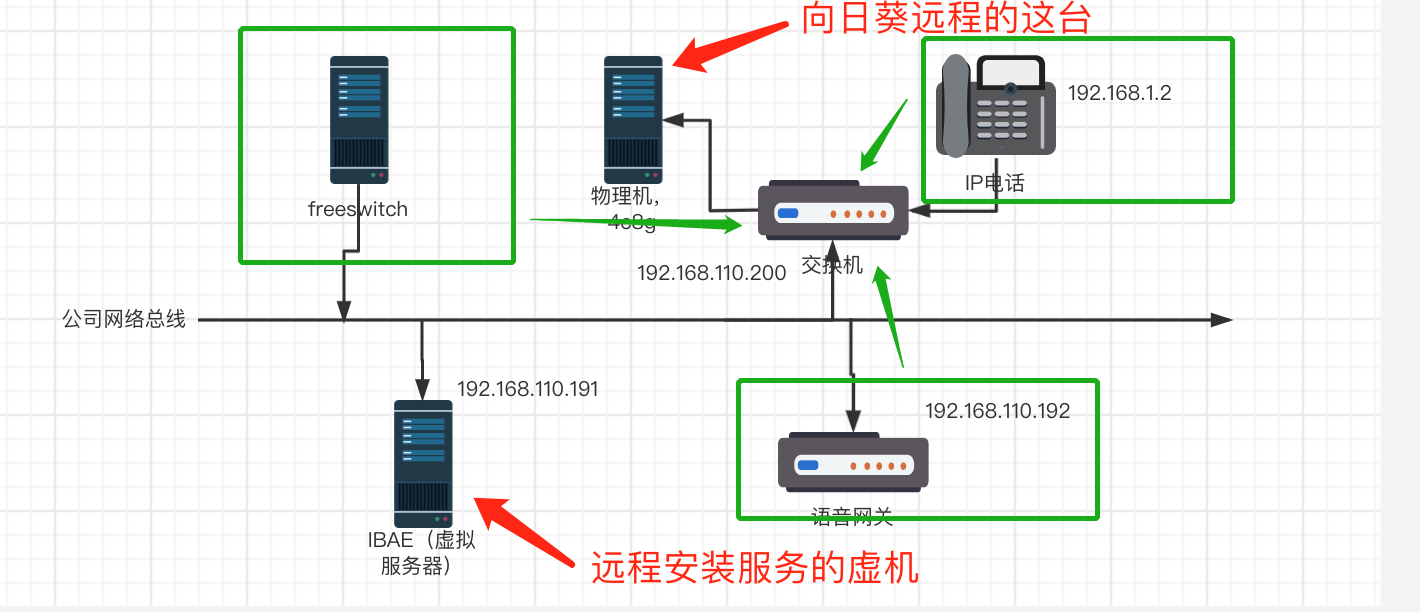 向日葵远程的这台
192.168.1.2
IP电话
物理机，
4c8g
freeswitch
交换机
192.168.110.200
公司网络总线
192.168.110.191
192.168.110.192
语音网关
IBAE（虚拟
服务器）
远程安装服务的虚机